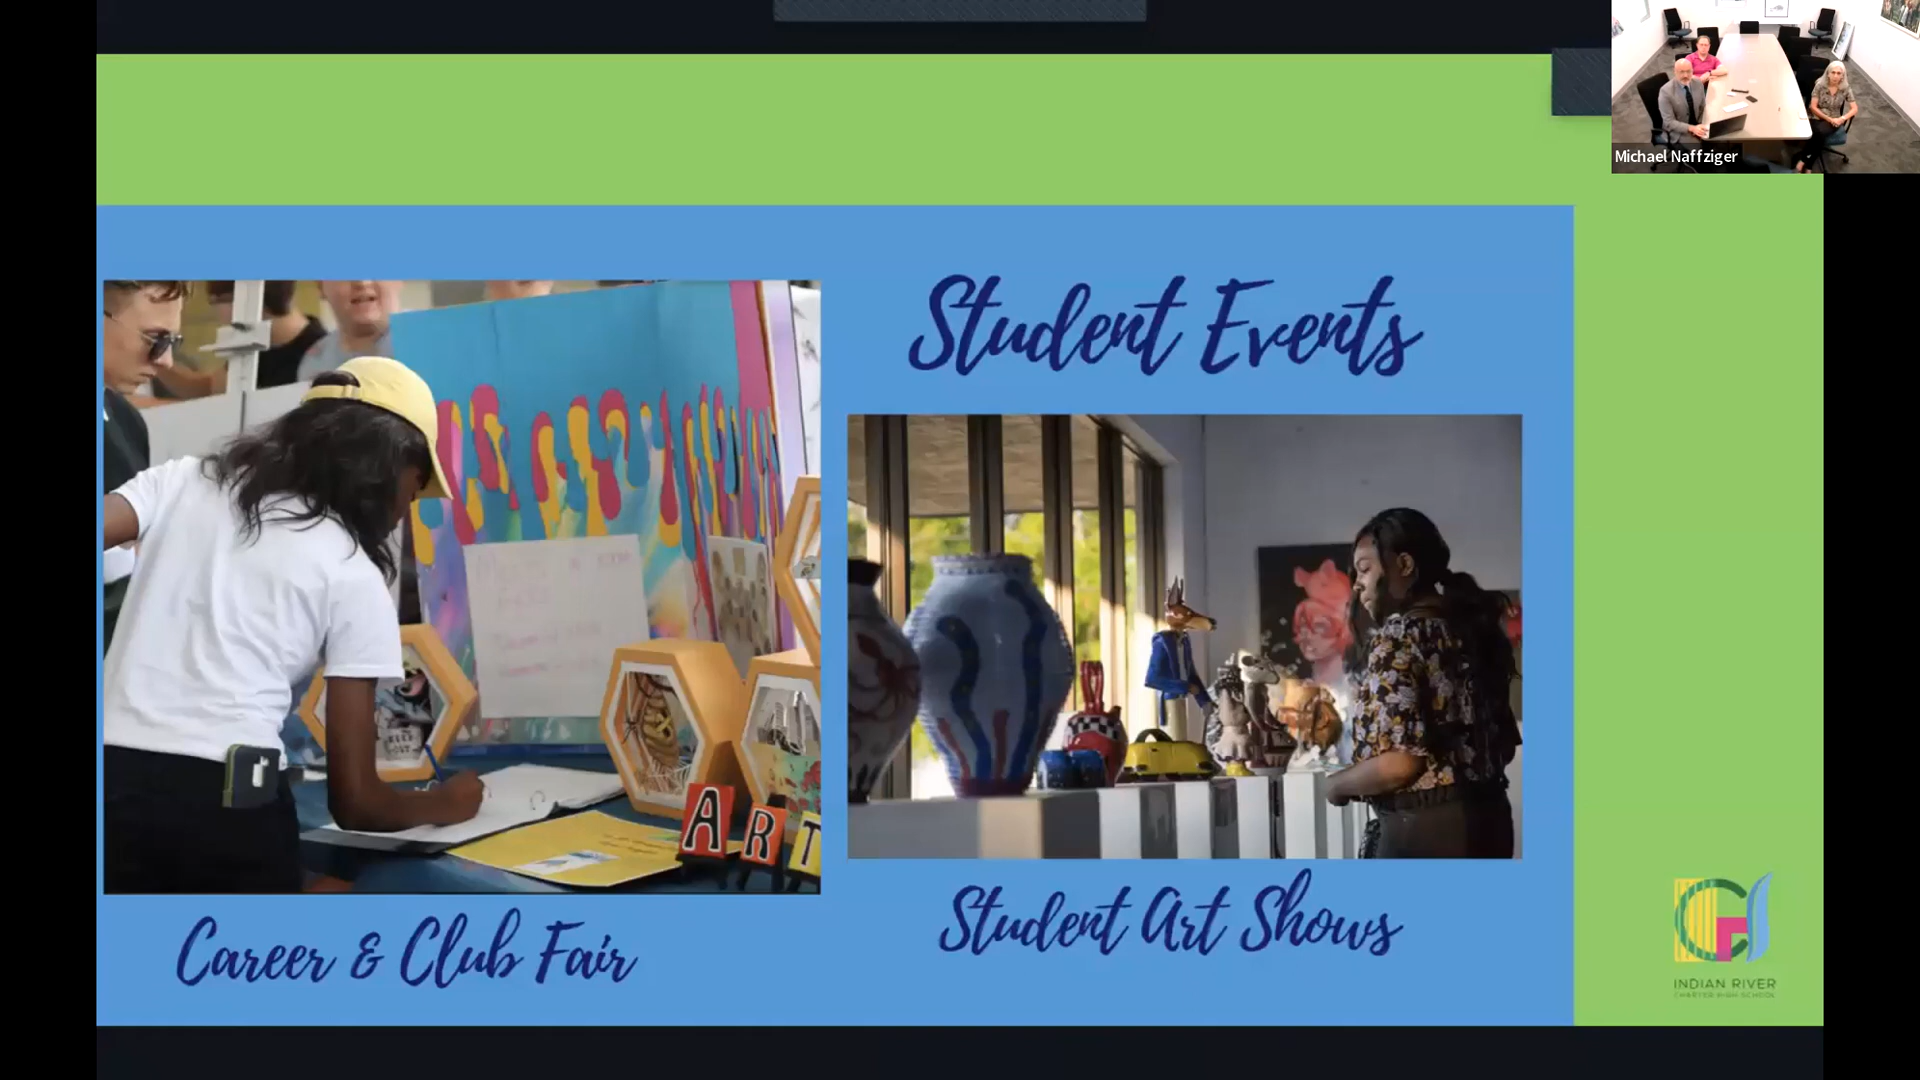 Michael Naffziger
Student Events
ART
Career & Club Fair
Student Art Shows
INDIAN RIVER
CHARTER HIGH SCHOOL